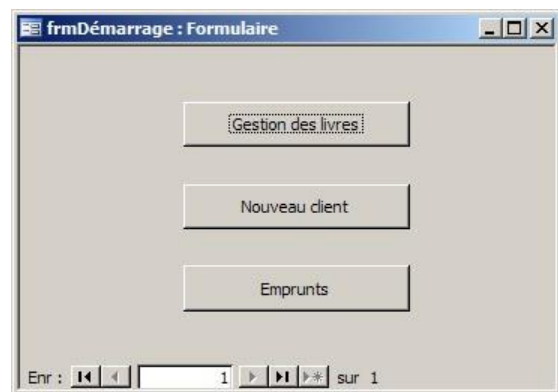 frmDémarrage : Formulaire
Gestion des livres
Nouveau client
Emprunts
Enr : 1 sur 1